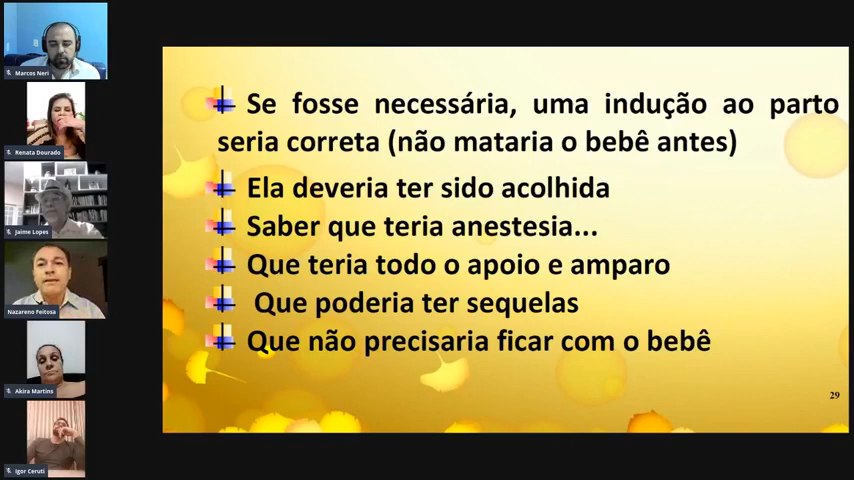 Marcos Neri
Renata Dourado
Jaime Lopes
Nazareno Feitosa
Akira Martins
Igor Ceruti
Se fosse necessária, uma indução ao parto
seria correta (não mataria o bebê antes)
Ela deveria ter sido acolhida
Saber que teria anestesia...
Que teria todo o apoio e amparo
Que poderia ter sequelas
Que não precisaria ficar com o bebê
29